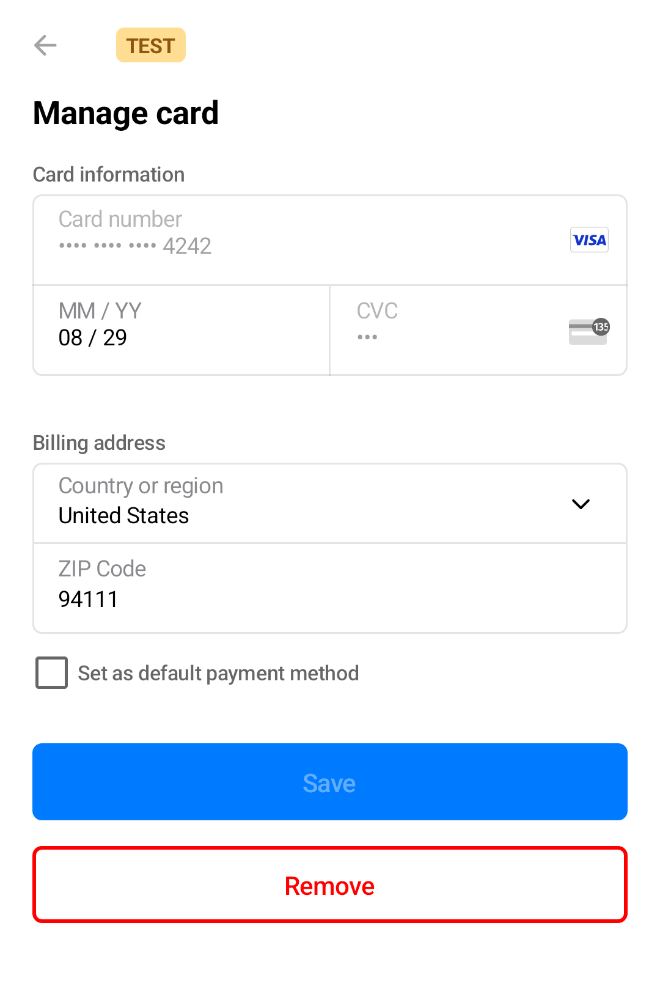 TEST
Manage card
Card information
Card number
•••• •••• •••• 4242
VISA
MM / YY
08 / 29
CVC
•••
135
Billing address
Country or region
United States
ZIP Code
94111
Set as default payment method
Save
Remove